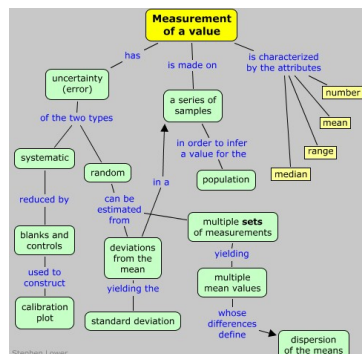 Measurement
of a value
has
is made on
is characterized
by the attributes
uncertainty
(error)
a series of
samples
number
mean
range
median
of the two types
in order to infer
a value for the
systematic
random
in a
population
reduced by
can be
estimated
from
blanks and
controls
deviations
from the
mean
multiple sets
of measurements
used to
construct
yielding
yielding the
multiple
mean values
calibration
plot
standard deviation
whose
differences
define
dispersion
of the means
Stephen Lower